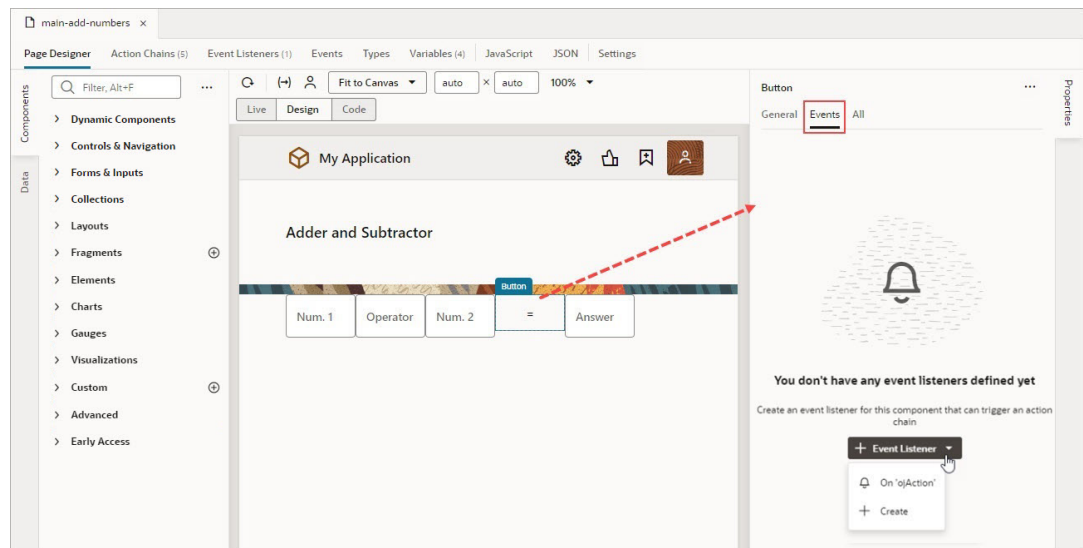 main-add-numbers ×
Page Designer Action Chains (5) Event Listeners (1) Events Types Variables (4) JavaScript JSON Settings
Components
Data
Filter, Alt+F ...
Dynamic Components
Controls & Navigation
Forms & Inputs
Collections
Layouts
Fragments
Elements
Charts
Gauges
Visualizations
Custom
Advanced
Early Access
Fit to Canvas auto × auto 100%
Live Design Code
My Application
Adder and Subtractor
Button
Num. 1 Operator Num. 2 = Answer
Button ...
General Events All
You don't have any event listeners defined yet
Create an event listener for this component that can trigger an action
chain
+ Event Listener
On 'ojAction'
+ Create
Properties